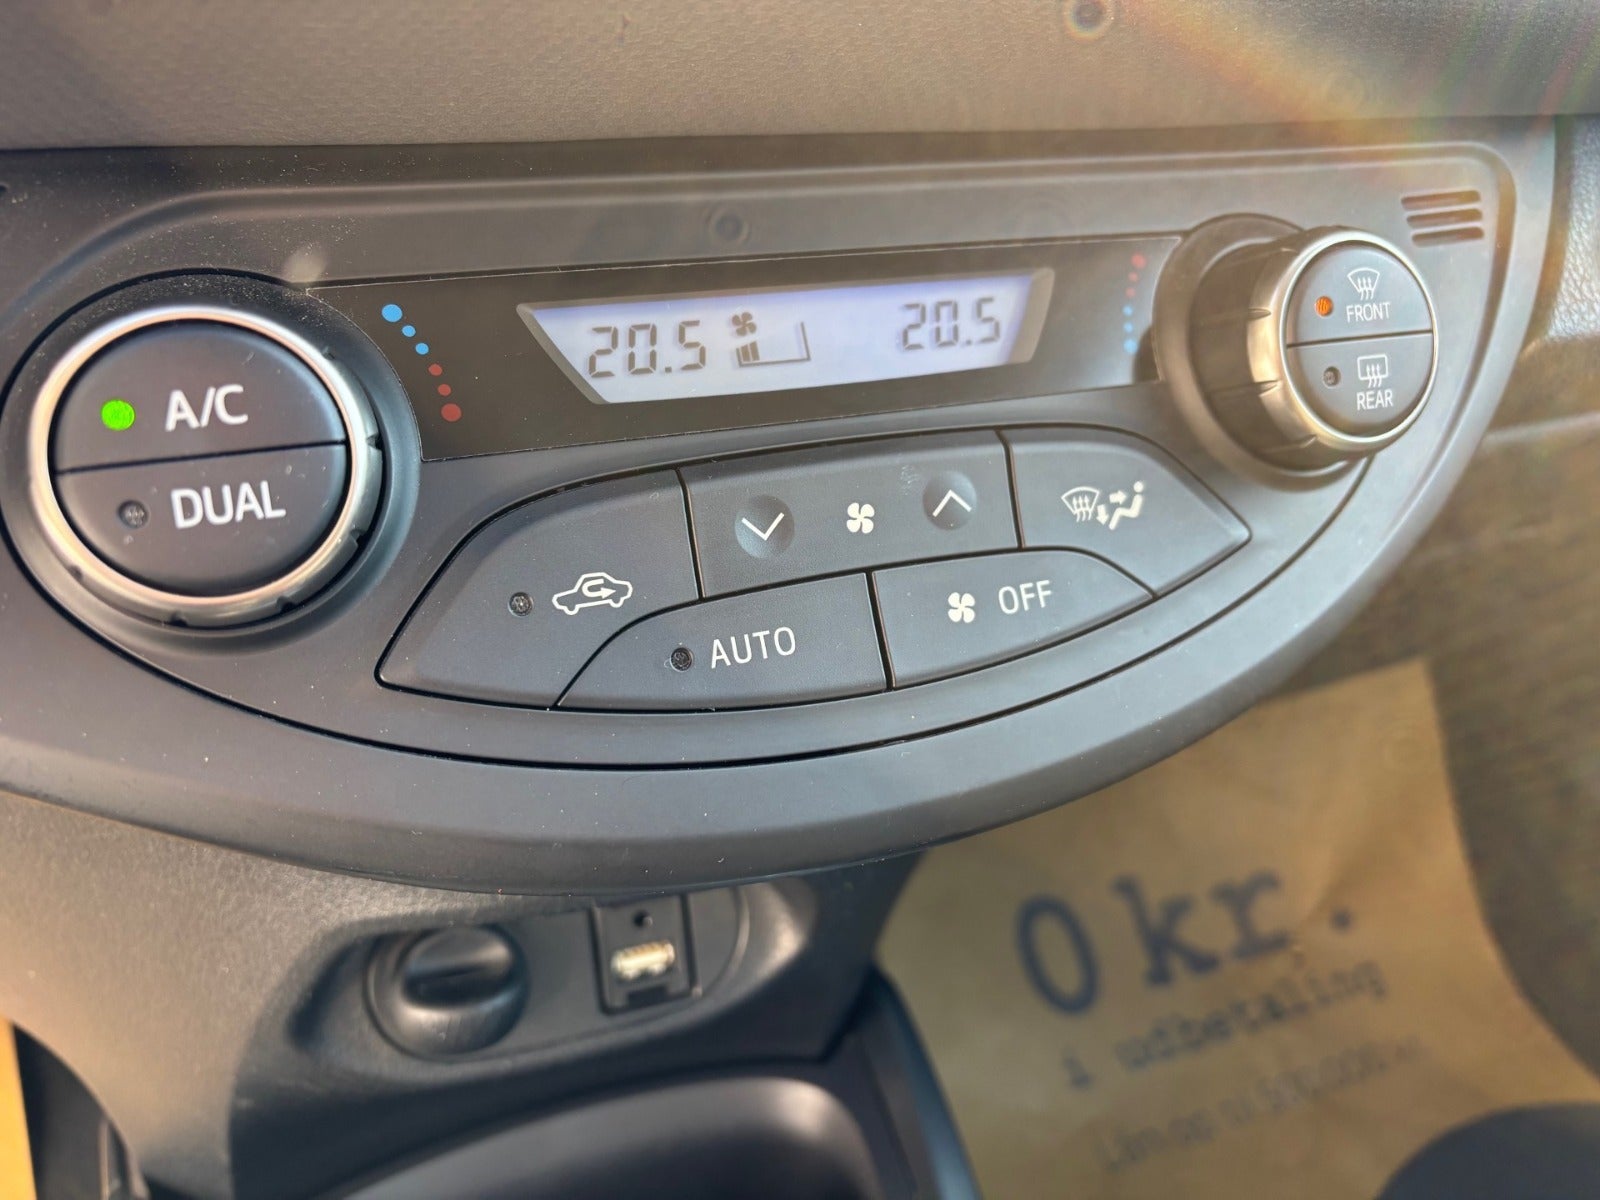 20.5 20.5
FRONT
REAR
A/C
DUAL
AUTO
OFF
0 kr.
i udbetaling